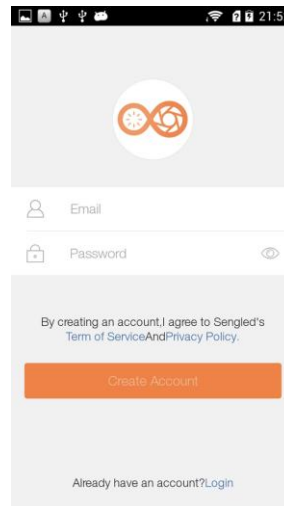 21:5
Email
Password
By creating an account,I agree to Sengled's
Term of ServiceAndPrivacy Policy.
Create Account
Already have an account?Login